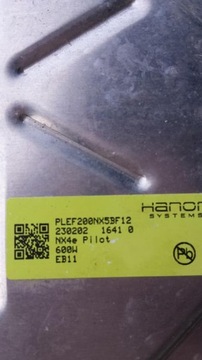 Hanon
SYSTEMS
PLEF200NX5BF12
230202 1641 0
NX4e Pilot
600W
EB11
Pb